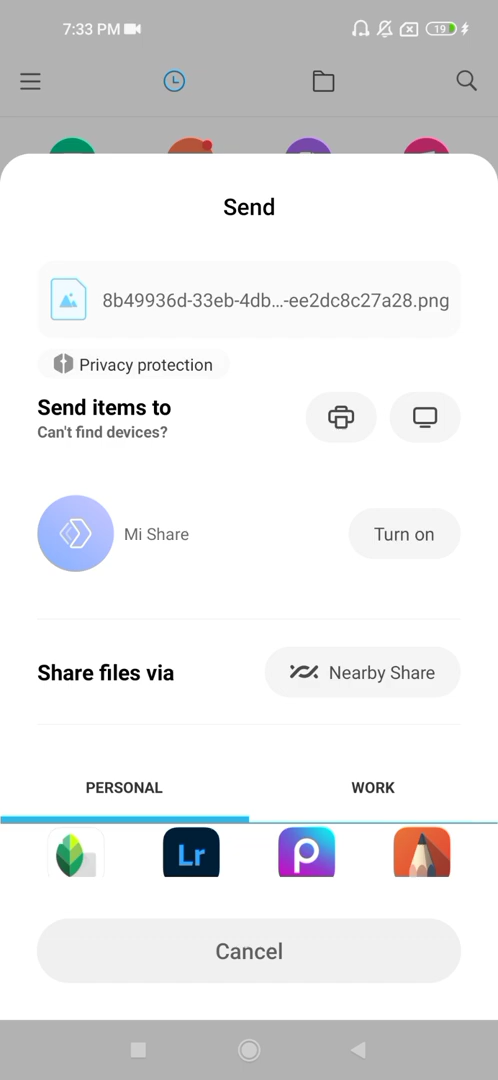 7:33 PM
19
Send
8b49936d-33eb-4db...-ee2dc8c27a28.png
Privacy protection
Send items to
Can't find devices?
Mi Share
Turn on
Share files via
Nearby Share
PERSONAL
WORK
Lr
Cancel